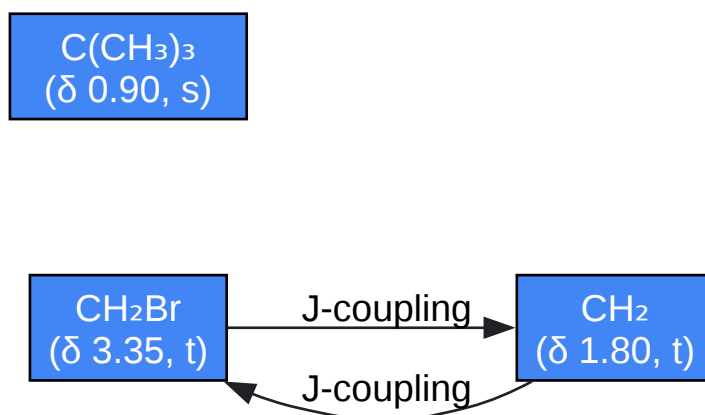 C(CH₃)₃
(δ 0.90, s)
CH₂Br
(δ 3.35, t)
J-coupling
CH₂
(δ 1.80, t)
J-coupling